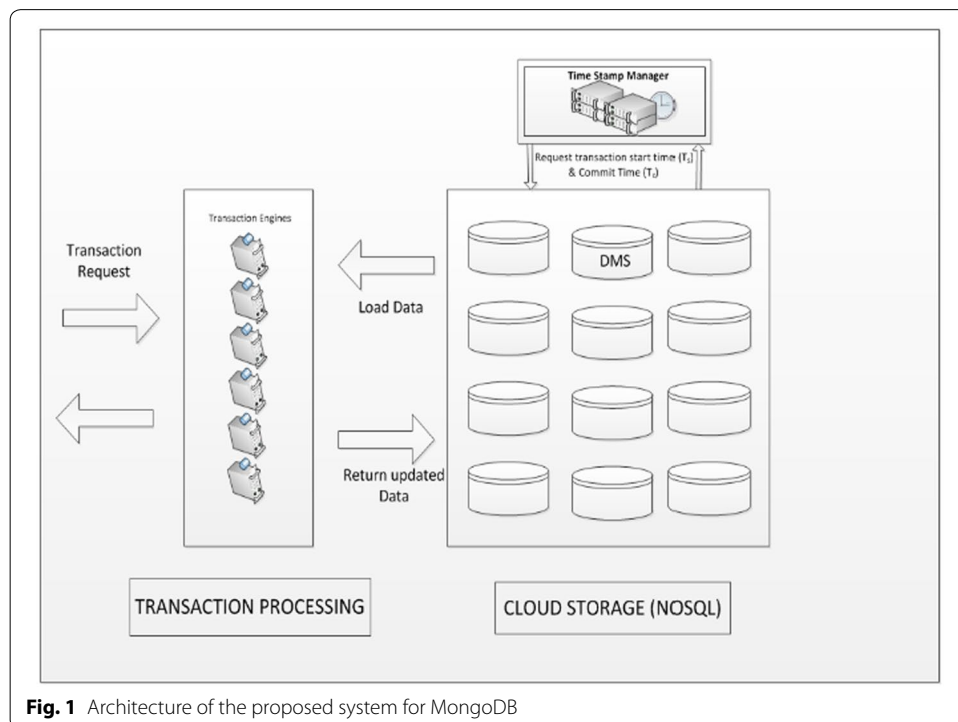 Time Stamp Manager
Request transaction start time (Ts)
& Commit Time (Tc)
Transaction Engines
Transaction
Request
DMS
Load Data
Return updated
Data
TRANSACTION PROCESSING
CLOUD STORAGE (NOSQL)
Fig. 1 Architecture of the proposed system for MongoDB